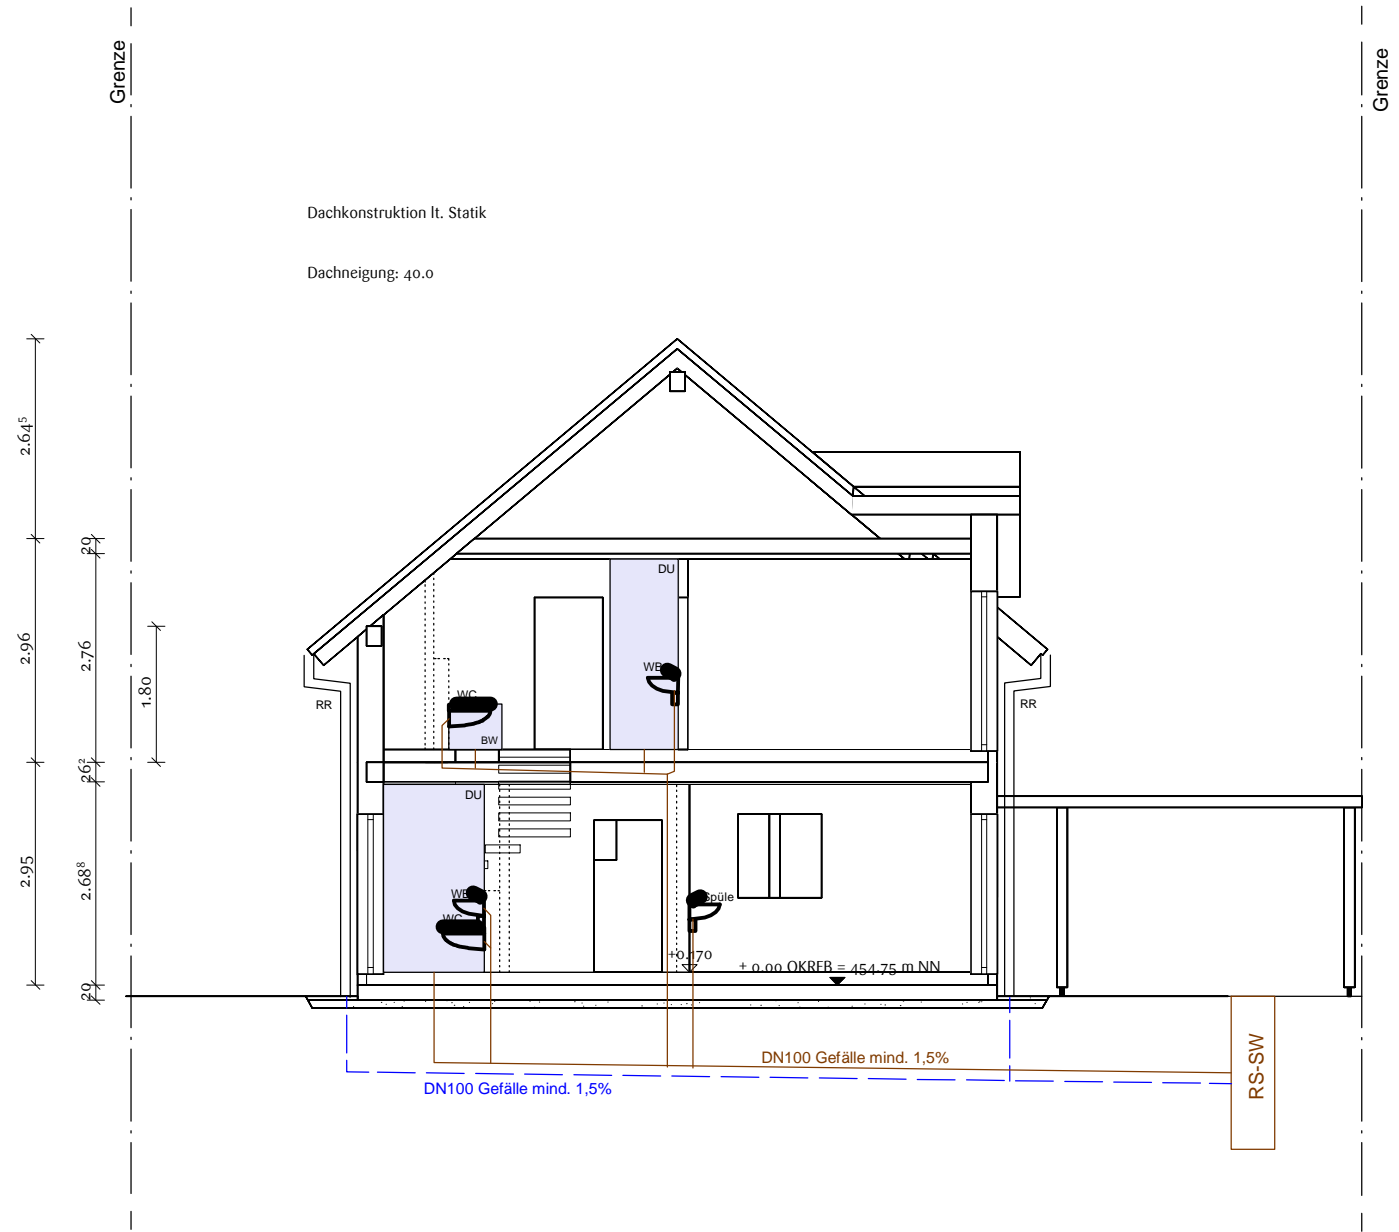 Grenze
Grenze
Dachkonstruktion lt. Statik
Dachneigung: 40.0
2.64⁵
20
DU
2.96
2.76
WB
1.80
WC
RR
RR
BW
26²
DU
2.95
2.68⁸
WB
Spüle
WC
+0.170
+ 0.00 OKRFB = 454.75 m NN
20
DN100 Gefälle mind. 1,5%
DN100 Gefälle mind. 1,5%
RS-SW